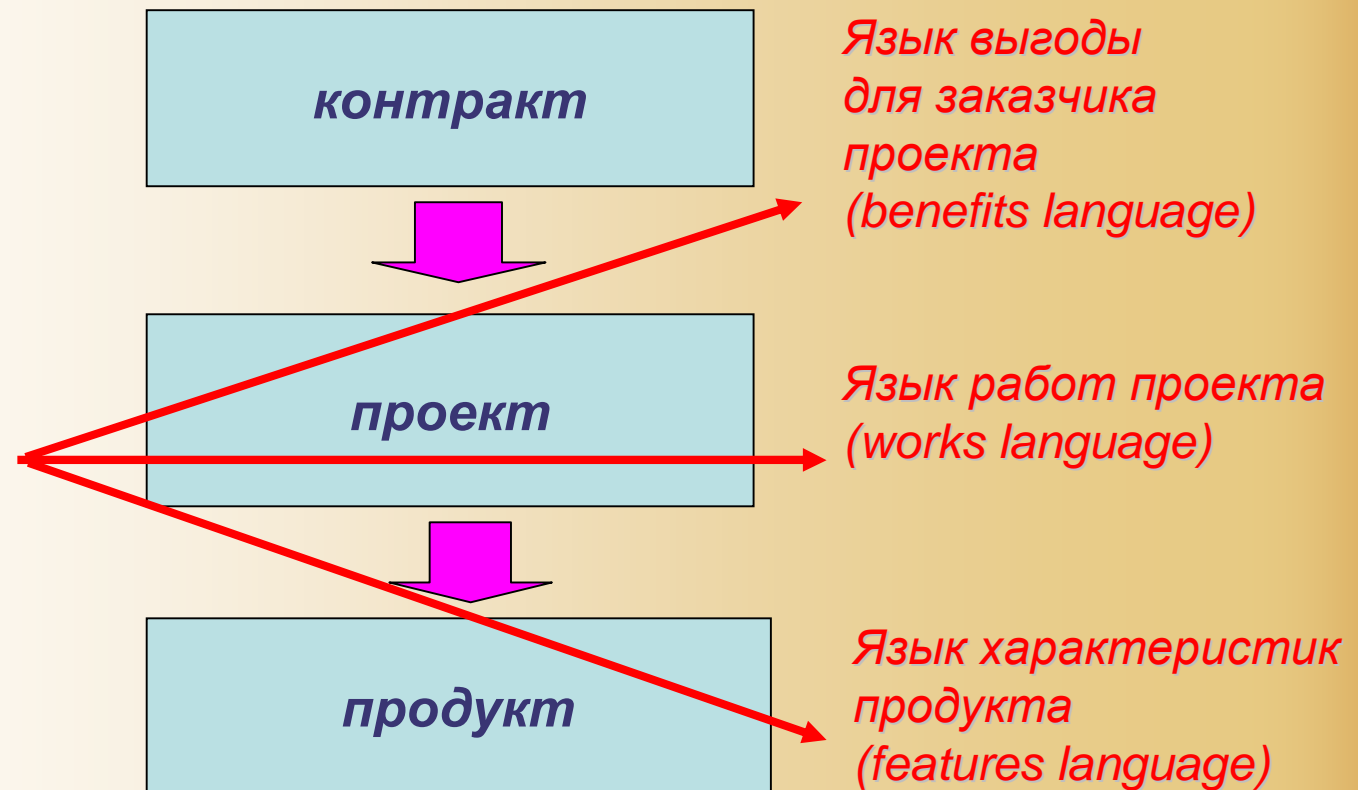 контракт
Язык выгоды
для заказчика
проекта
(benefits language)
проект
Язык работ проекта
(works language)
продукт
Язык характеристик
продукта
(features language)